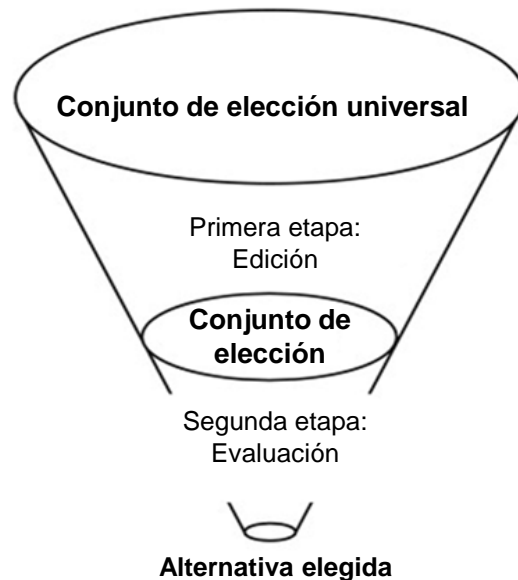 Conjunto de elección universal
Primera etapa:
Edición
Conjunto de
elección
Segunda etapa:
Evaluación
Alternativa elegida